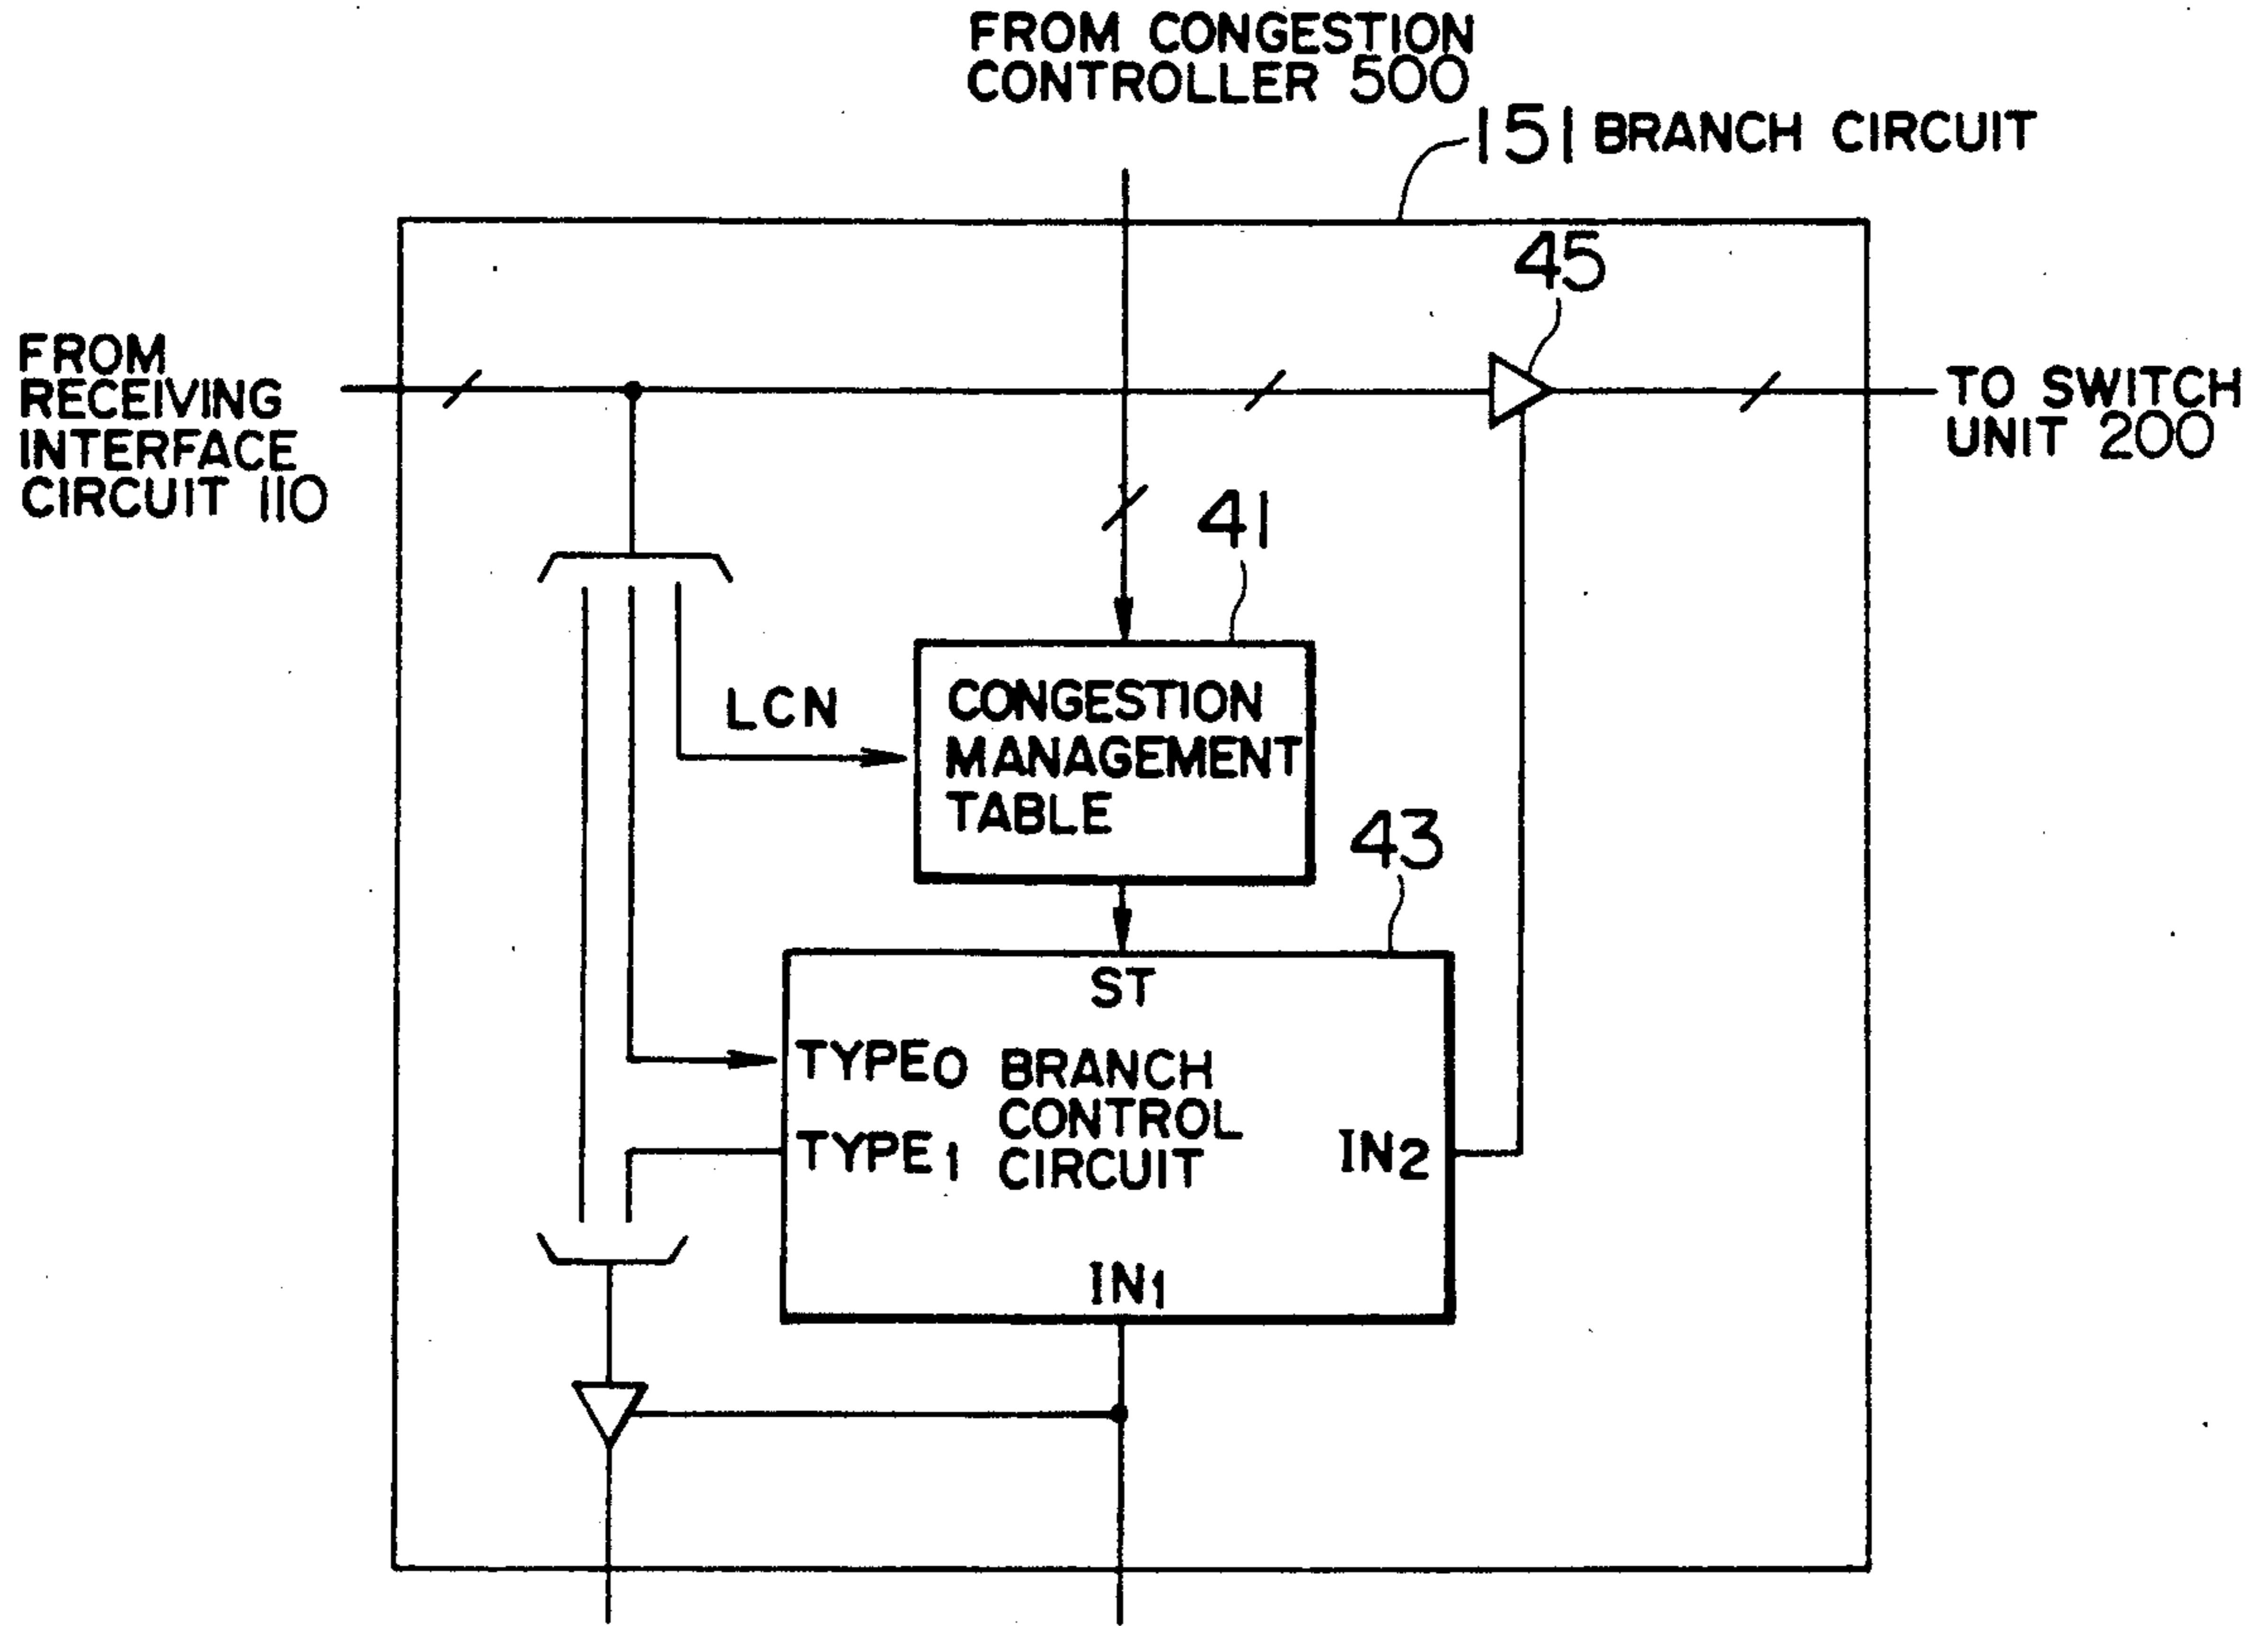 FROM CONGESTION
CONTROLLER 500
151 BRANCH CIRCUIT
45
FROM
RECEIVING
INTERFACE
CIRCUIT 110
TO SWITCH
UNIT 200
41
LCN
CONGESTION
MANAGEMENT
TABLE
43
ST
TYPE0
BRANCH
CONTROL
CIRCUIT
TYPE1
IN2
IN1